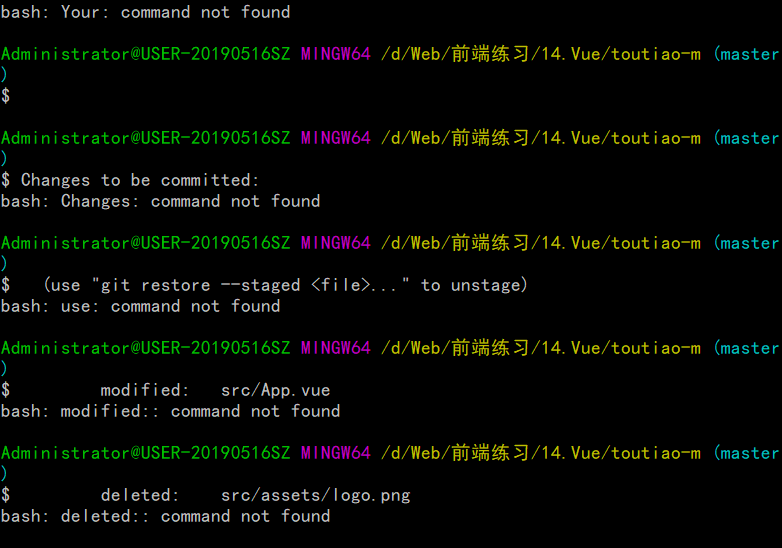 bash: Your: command not found
Administrator@USER-20190516SZ MINGW64 /d/Web/前端练习/14.Vue/toutiao-m (master
)
$
Administrator@USER-20190516SZ MINGW64 /d/Web/前端练习/14.Vue/toutiao-m (master
)
$ Changes to be committed:
bash: Changes: command not found
Administrator@USER-20190516SZ MINGW64 /d/Web/前端练习/14.Vue/toutiao-m (master
)
$   (use "git restore --staged <file>..." to unstage)
bash: use: command not found
Administrator@USER-20190516SZ MINGW64 /d/Web/前端练习/14.Vue/toutiao-m (master
)
$         modified:   src/App.vue
bash: modified:: command not found
Administrator@USER-20190516SZ MINGW64 /d/Web/前端练习/14.Vue/toutiao-m (master
)
$         deleted:    src/assets/logo.png
bash: deleted:: command not found